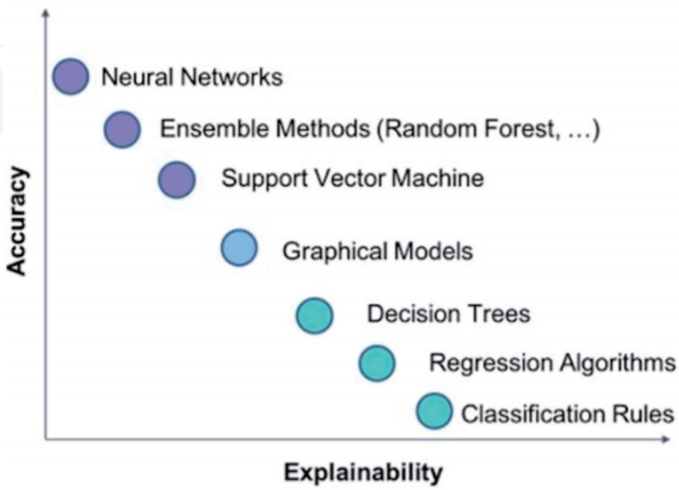 Neural Networks
Ensemble Methods (Random Forest, ...)
Support Vector Machine
Graphical Models
Decision Trees
Regression Algorithms
Classification Rules
Accuracy
Explainability